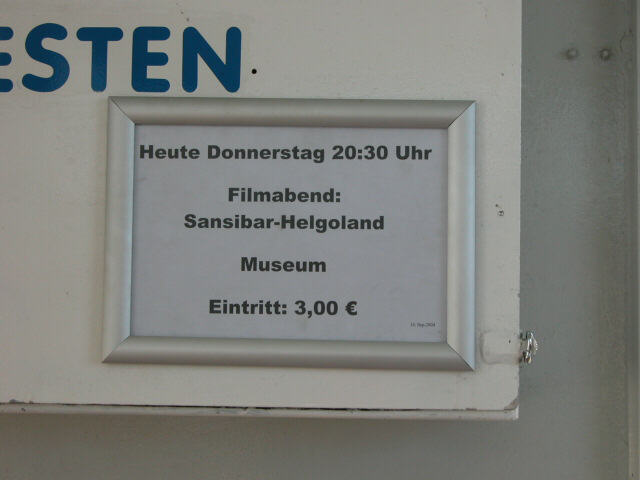 ESTEN
Heute Donnerstag 20:30 Uhr
Filmabend:
Sansibar-Helgoland
Museum
Eintritt: 3,00 €